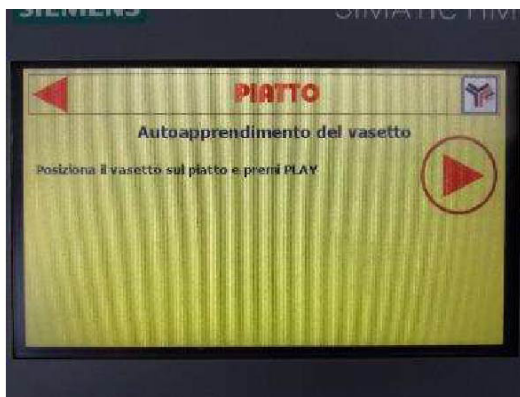 SIEMENS
SIMATIC HMI
PIATTO
Autoapprendimento del vasetto
Posiziona il vasetto sul piatto e premi PLAY